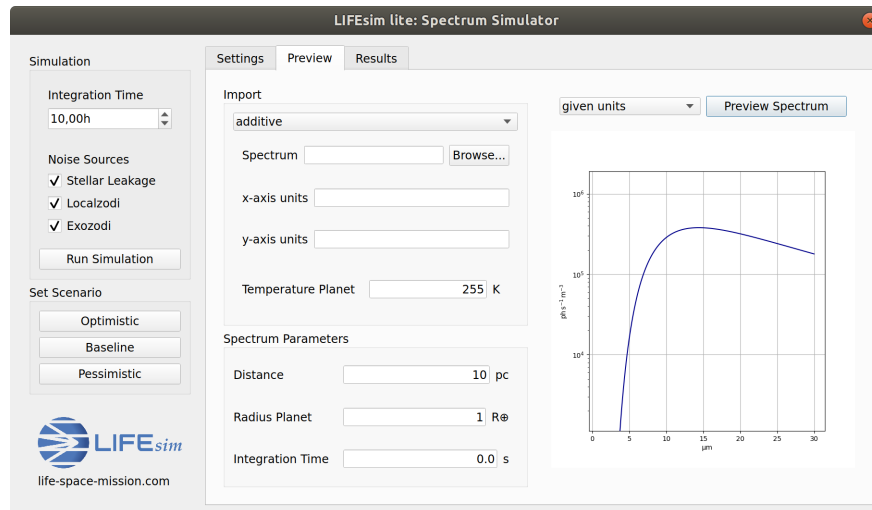 LIFEsim lite: Spectrum Simulator
Simulation
Integration Time
10,00h
Noise Sources
Stellar Leakage
Localzodi
Exozodi
Run Simulation
Set Scenario
Optimistic
Baseline
Pessimistic
LIFEsim
life-space-mission.com
Settings Preview Results
Import
additive
Spectrum Browse...
x-axis units
y-axis units
Temperature Planet 255 K
Spectrum Parameters
Distance 10 pc
Radius Planet 1 R⊕
Integration Time 0.0 s
given units Preview Spectrum
10⁶
10⁵
10⁴
ph s⁻¹ m⁻³
0 5 10 15 20 25 30
µm